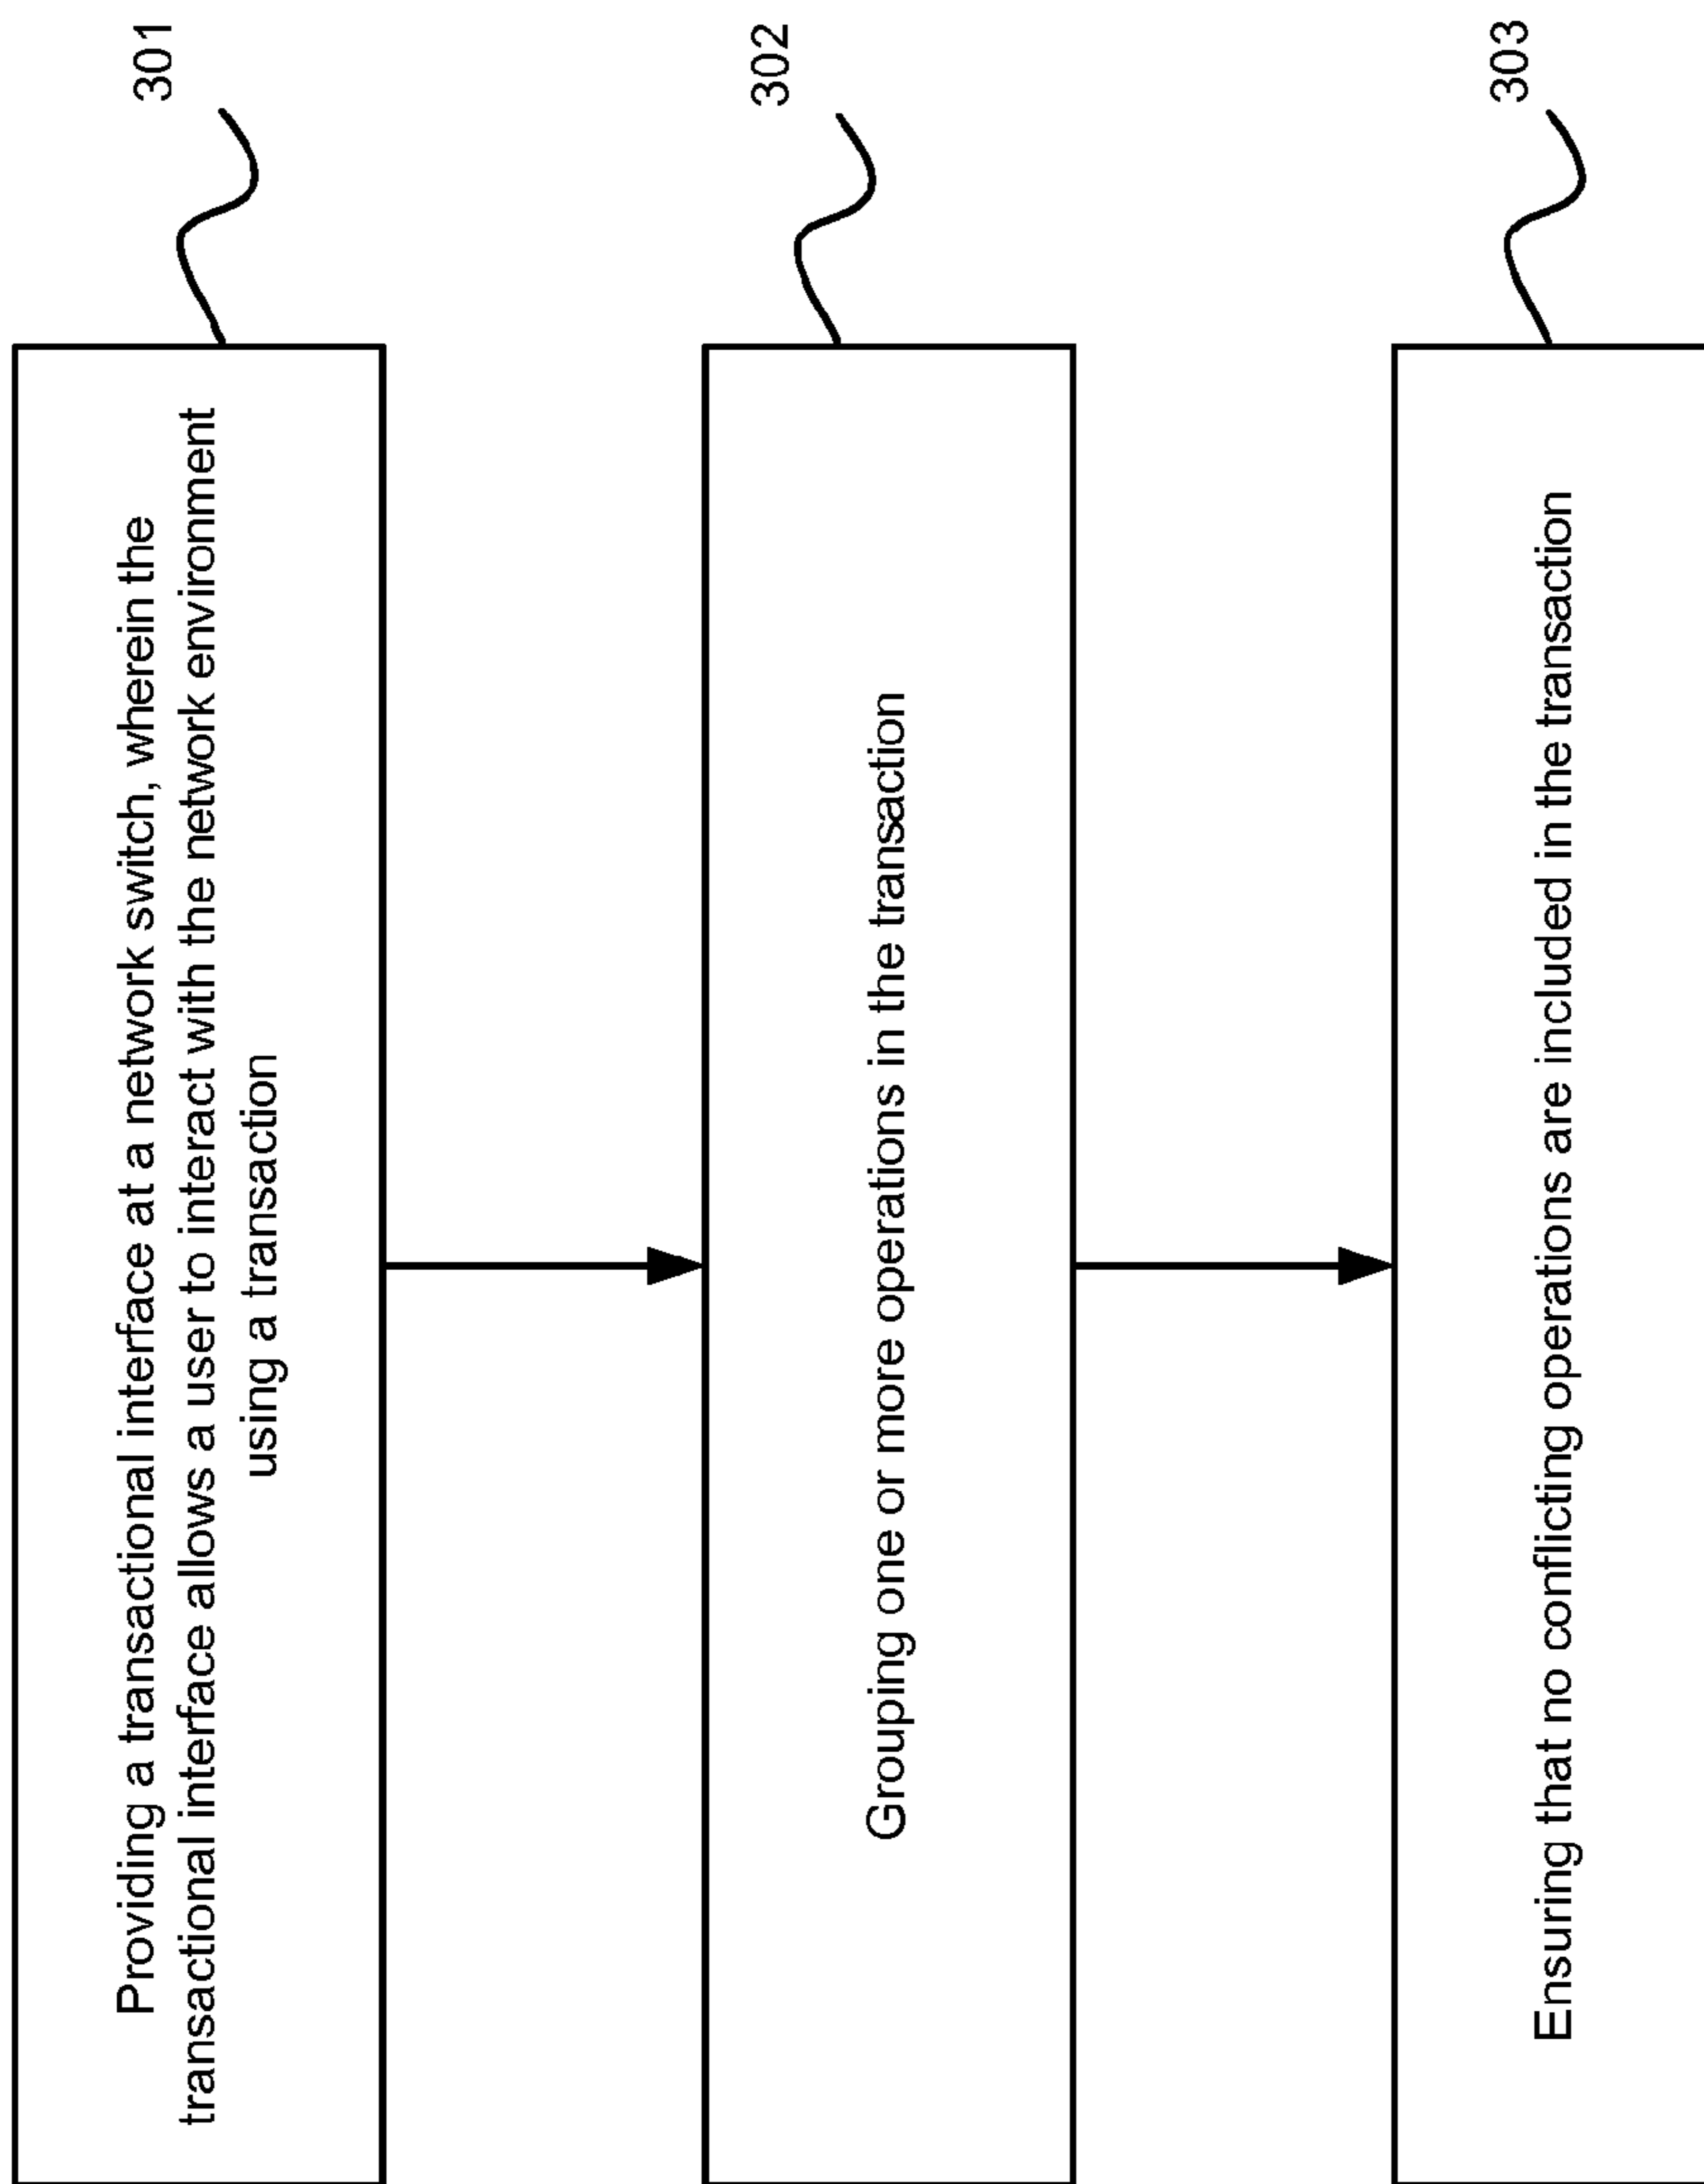 Providing a transactional interface at a network switch, wherein the
transactional interface allows a user to interact with the network environment
using a transaction
301
Grouping one or more operations in the transaction
302
Ensuring that no conflicting operations are included in the transaction
303